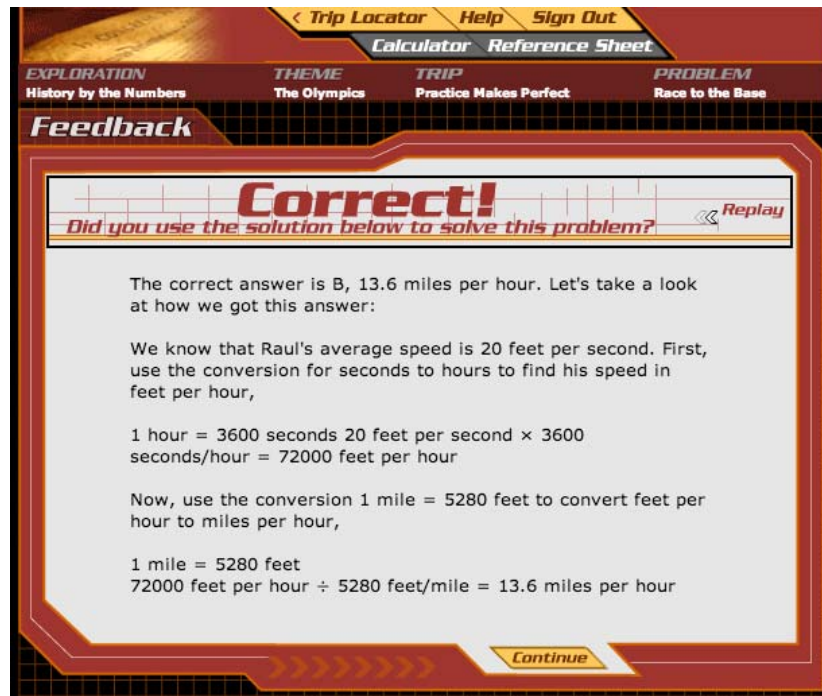 < Trip Locator Help Sign Out
Calculator Reference Sheet
EXPLORATION THEME TRIP PROBLEM
History by the Numbers The Olympics Practice Makes Perfect Race to the Base
Feedback
Correct!
Did you use the solution below to solve this problem?
Replay
The correct answer is B, 13.6 miles per hour. Let's take a look
at how we got this answer:
We know that Raul's average speed is 20 feet per second. First,
use the conversion for seconds to hours to find his speed in
feet per hour,
1 hour = 3600 seconds 20 feet per second × 3600
seconds/hour = 72000 feet per hour
Now, use the conversion 1 mile = 5280 feet to convert feet per
hour to miles per hour,
1 mile = 5280 feet
72000 feet per hour ÷ 5280 feet/mile = 13.6 miles per hour
Continue